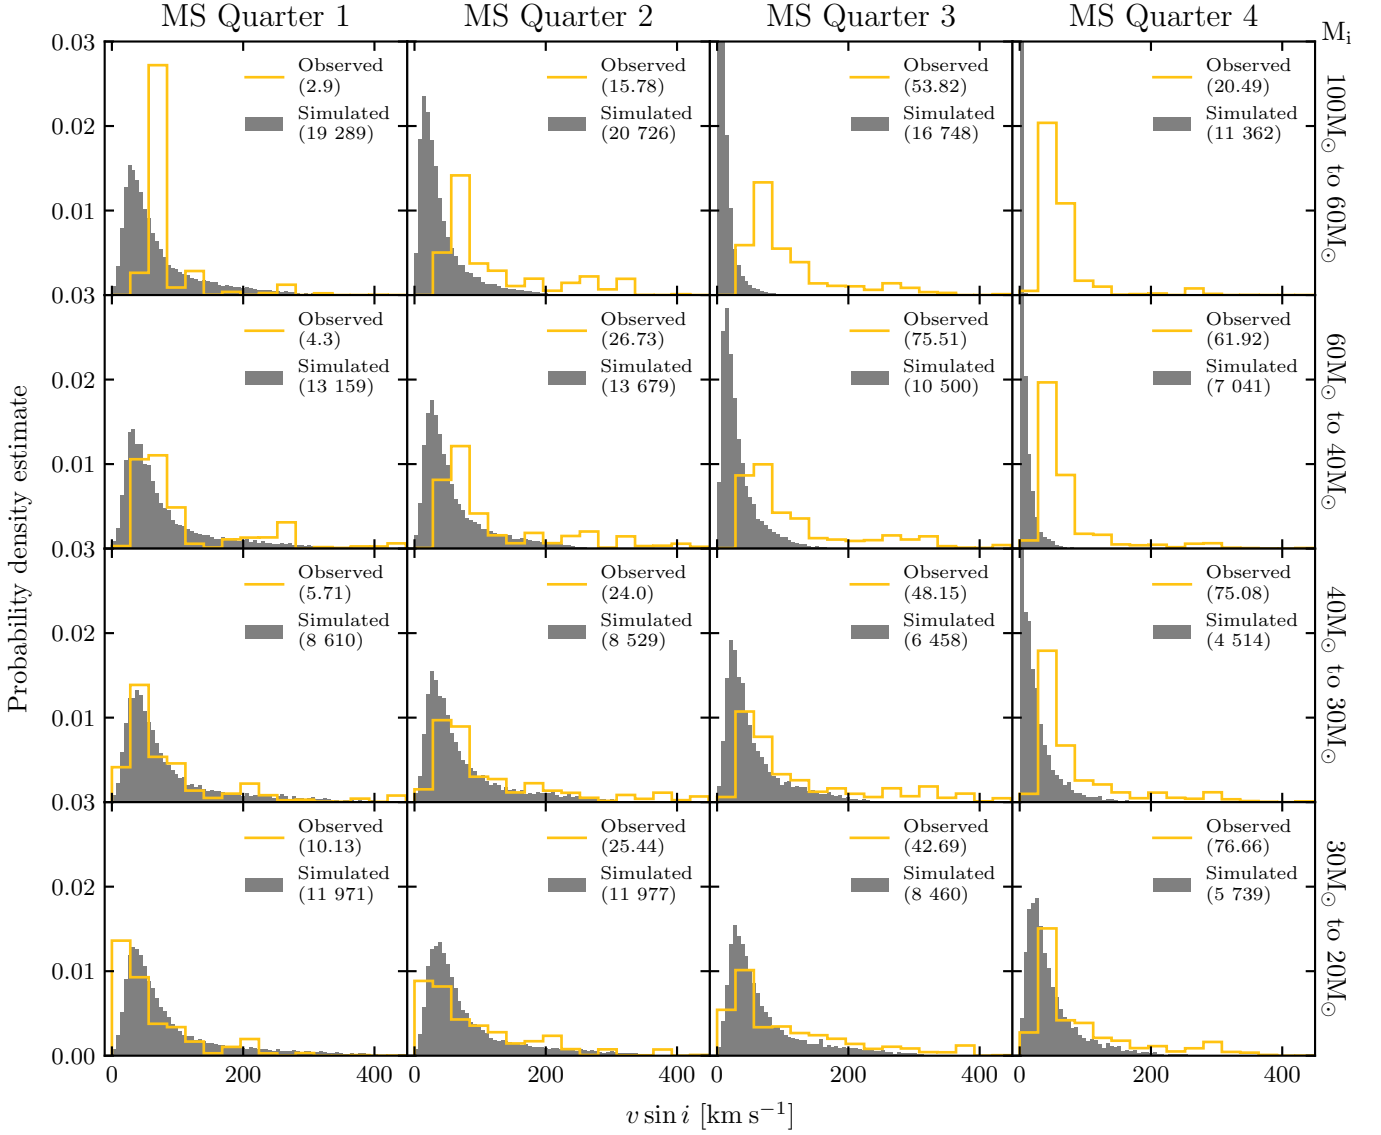 MS Quarter 1
MS Quarter 2
MS Quarter 3
MS Quarter 4
M_i
0.03
0.02
0.01
Observed
(2.9)
Simulated
(19 289)
Observed
(15.78)
Simulated
(20 726)
Observed
(53.82)
Simulated
(16 748)
Observed
(20.49)
Simulated
(11 362)
100M⊙ to 60M⊙
0.03
0.02
0.01
Observed
(4.3)
Simulated
(13 159)
Observed
(26.73)
Simulated
(13 679)
Observed
(75.51)
Simulated
(10 500)
Observed
(61.92)
Simulated
(7 041)
60M⊙ to 40M⊙
Probability density estimate
0.03
0.02
0.01
Observed
(5.71)
Simulated
(8 610)
Observed
(24.0)
Simulated
(8 529)
Observed
(48.15)
Simulated
(6 458)
Observed
(75.08)
Simulated
(4 514)
40M⊙ to 30M⊙
0.03
0.02
0.01
0.00
Observed
(10.13)
Simulated
(11 971)
Observed
(25.44)
Simulated
(11 977)
Observed
(42.69)
Simulated
(8 460)
Observed
(76.66)
Simulated
(5 739)
30M⊙ to 20M⊙
0 200 400
0 200 400
0 200 400
0 200 400
v sin i [km s⁻¹]